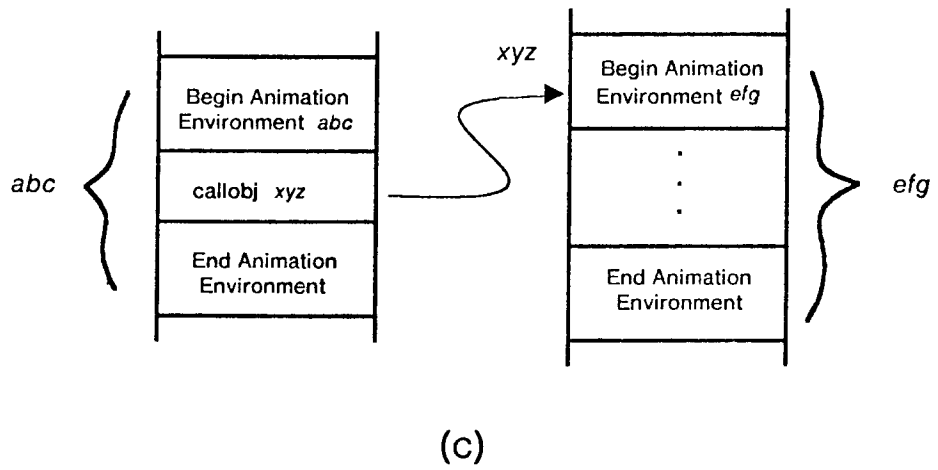 abc
Begin Animation
Environment abc
callobj xyz
End Animation
Environment
xyz
Begin Animation
Environment efg
.
.
.
End Animation
Environment
efg
(c)